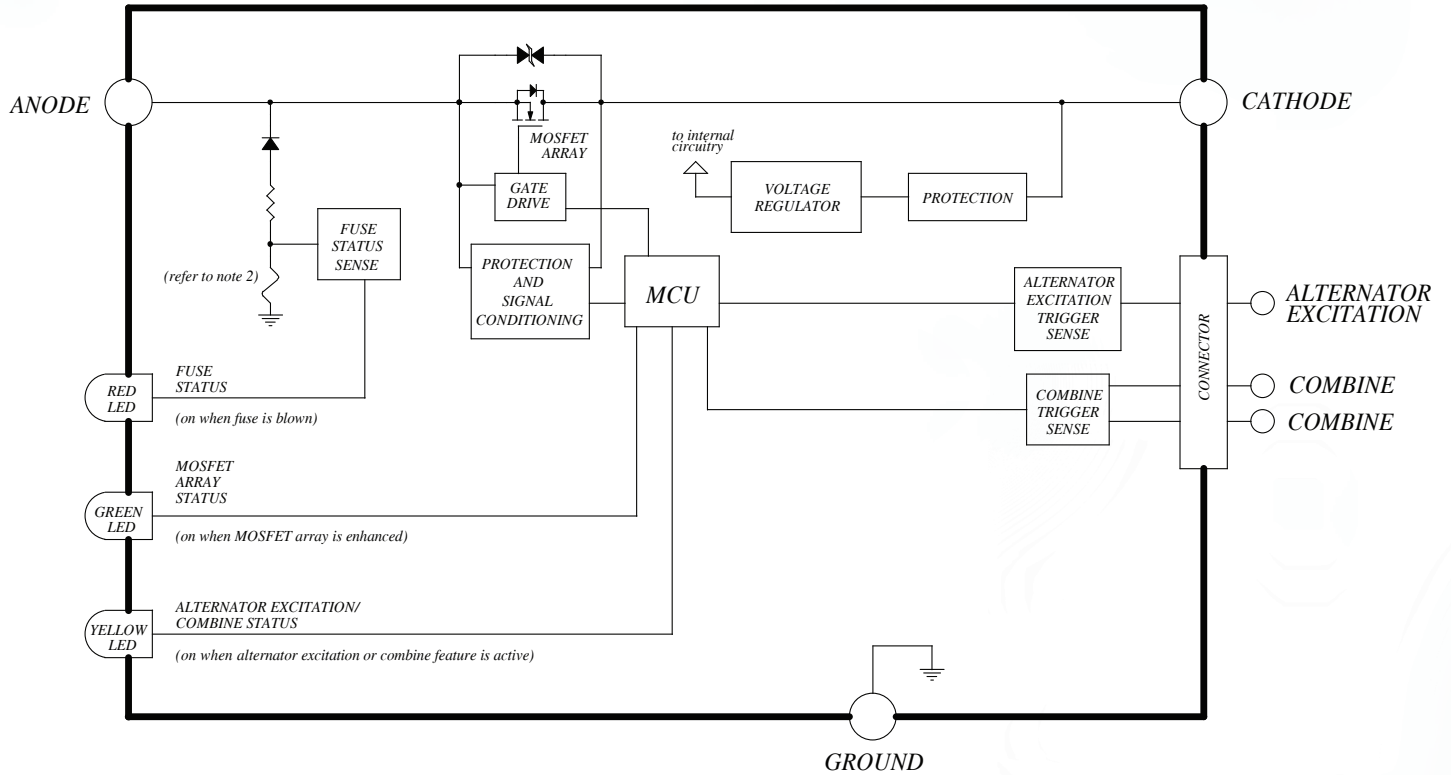 ANODE
CATHODE
MOSFET
ARRAY
to internal
circuitry
GATE
DRIVE
VOLTAGE
REGULATOR
PROTECTION
FUSE
STATUS
SENSE
(refer to note 2)
PROTECTION
AND
SIGNAL
CONDITIONING
MCU
ALTERNATOR
EXCITATION
TRIGGER
SENSE
CONNECTOR
ALTERNATOR
EXCITATION
COMBINE
TRIGGER
SENSE
COMBINE
COMBINE
RED
LED
FUSE
STATUS
(on when fuse is blown)
GREEN
LED
MOSFET
ARRAY
STATUS
(on when MOSFET array is enhanced)
YELLOW
LED
ALTERNATOR EXCITATION/
COMBINE STATUS
(on when alternator excitation or combine feature is active)
GROUND